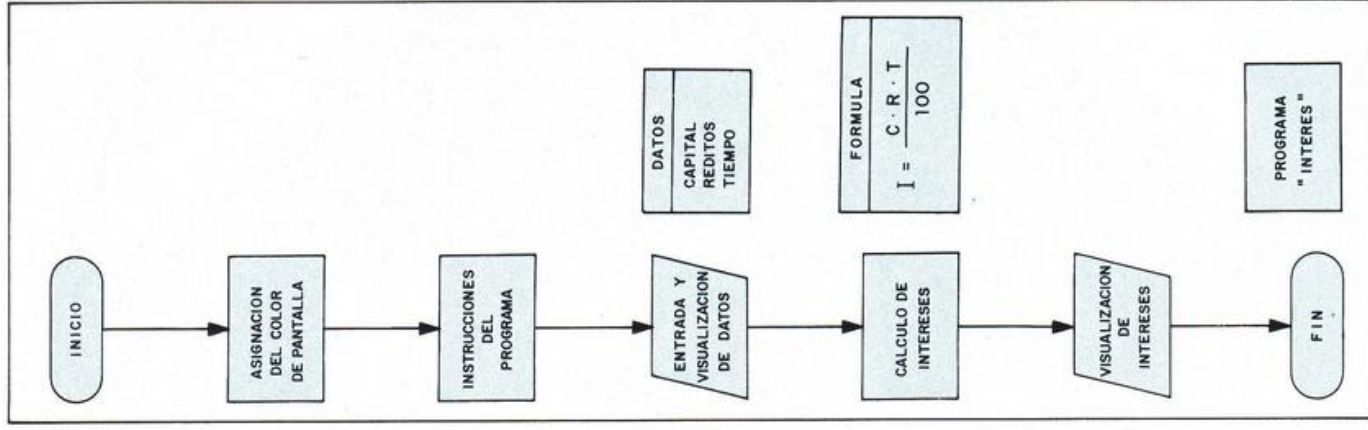 INICIO
ASIGNACION
DEL COLOR
DE PANTALLA
INSTRUCCIONES
DEL
PROGRAMA
ENTRADA Y
VISUALIZACION
DE DATOS
DATOS
CAPITAL
REDITOS
TIEMPO
CALCULO DE
INTERESES
FORMULA
I = C · R · T
100
VISUALIZACION
DE
INTERESES
FIN
PROGRAMA
"INTERES"